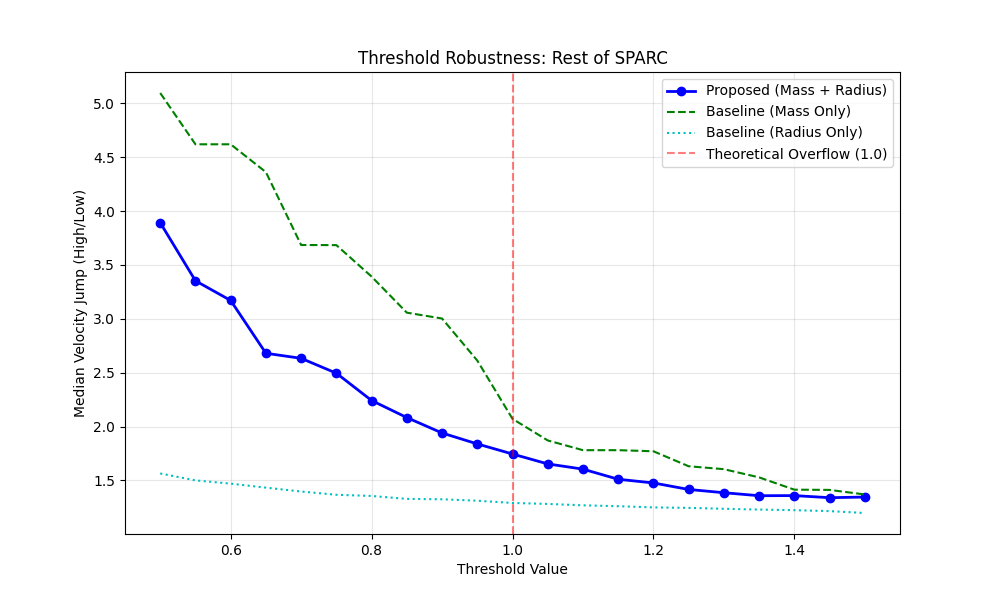 Threshold Robustness: Rest of SPARC
Proposed (Mass + Radius)
Baseline (Mass Only)
Baseline (Radius Only)
Theoretical Overflow (1.0)
Median Velocity Jump (High/Low)
5.0
4.5
4.0
3.5
3.0
2.5
2.0
1.5
0.6
0.8
1.0
1.2
1.4
Threshold Value